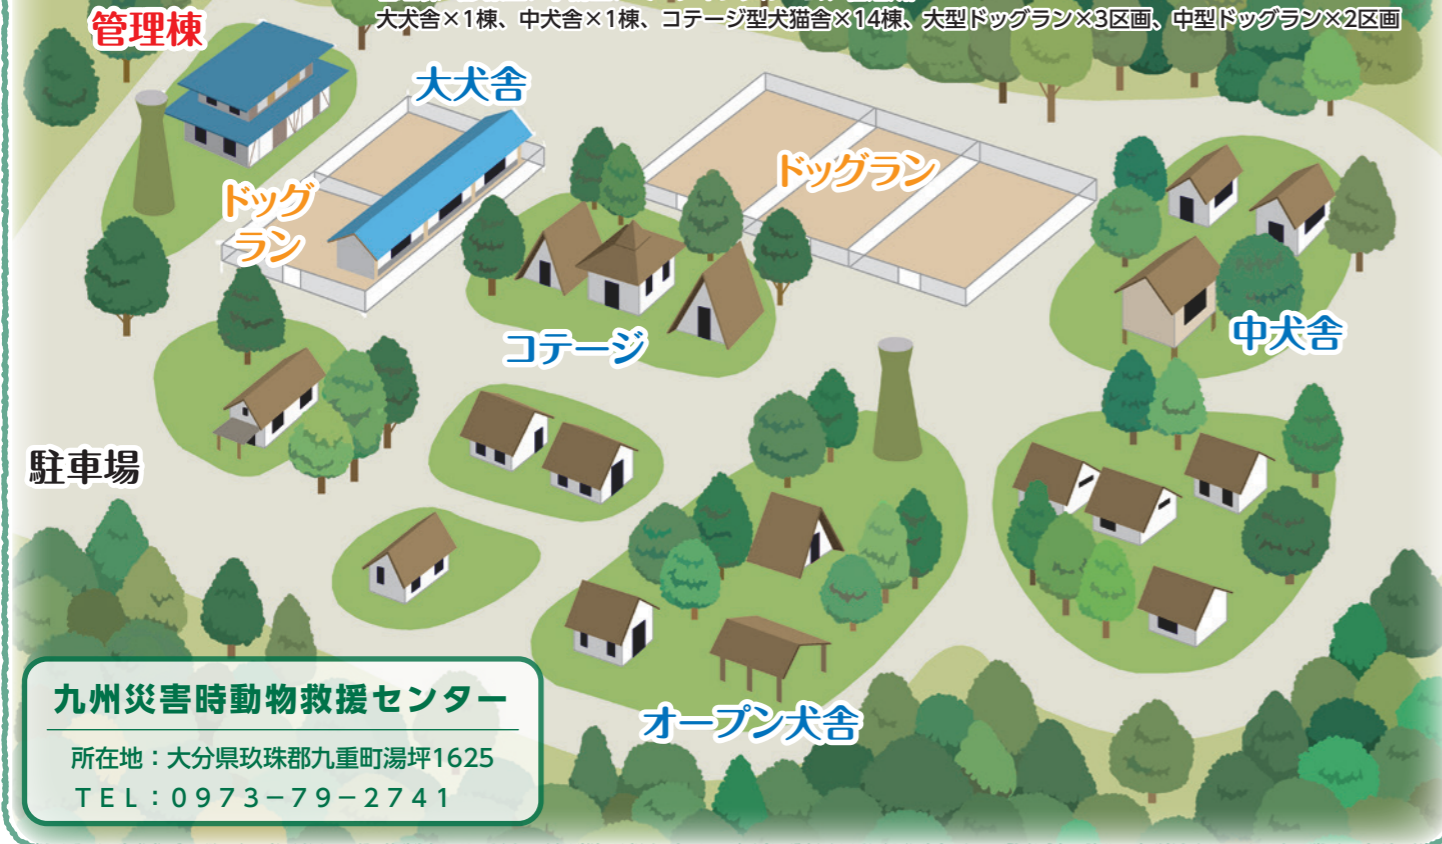 大犬舎×1棟、中犬舎×1棟、コテージ型犬猫舎×14棟、大型ドッグラン×3区画、中型ドッグラン×2区画
管理棟
大犬舎
ドッグラン
ドッグ
ラン
コテージ
中犬舎
駐車場
オープン犬舎
九州災害時動物救援センター
所在地：大分県玖珠郡九重町湯坪1625
ＴＥＬ：０９７３－７９－２７４１